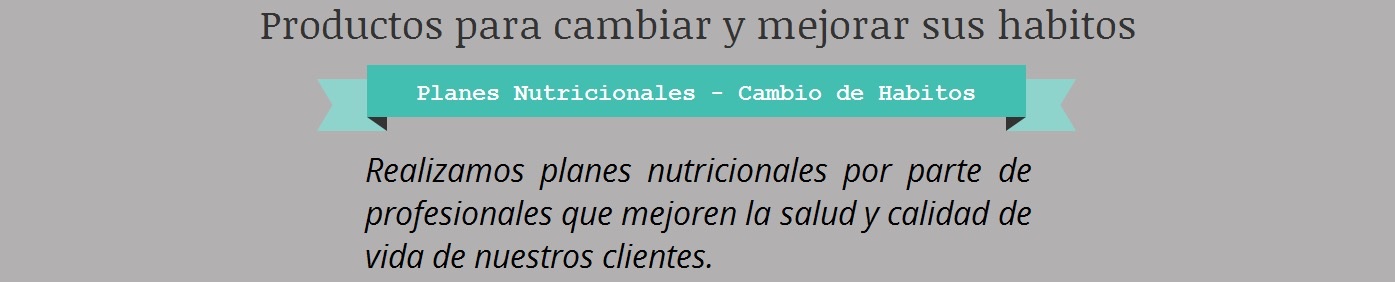 Productos para cambiar y mejorar sus habitos
Planes Nutricionales - Cambio de Habitos
Realizamos planes nutricionales por parte de
profesionales que mejoren la salud y calidad de
vida de nuestros clientes.